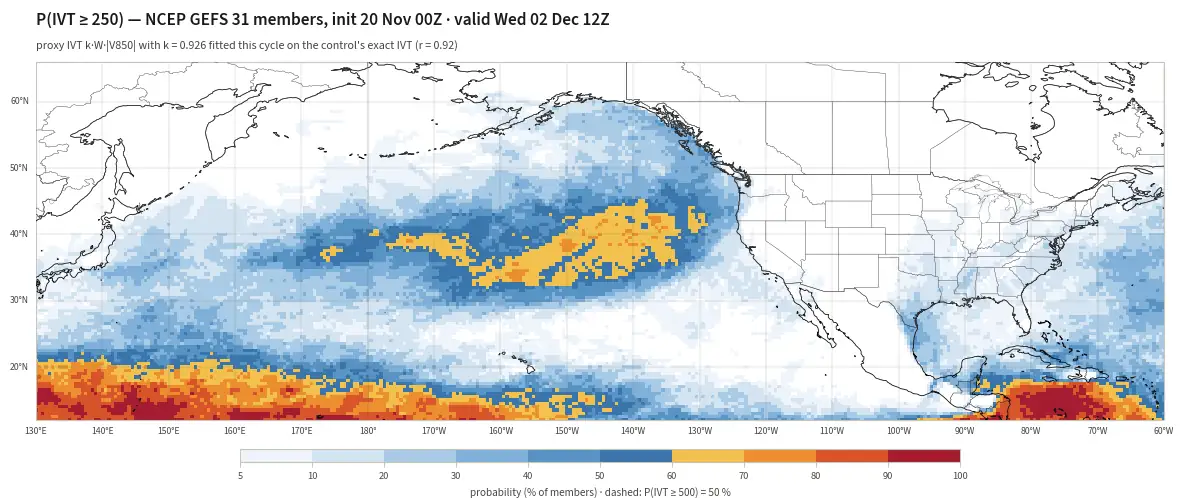 P(IVT ≥ 250) — NCEP GEFS 31 members, init 20 Nov 00Z · valid Wed 02 Dec 12Z
proxy IVT k·W·|V850| with k = 0.926 fitted this cycle on the control's exact IVT (r = 0.92)
60°N
50°N
40°N
30°N
20°N
130°E 140°E 150°E 160°E 170°E 180° 170°W 160°W 150°W 140°W 130°W 120°W 110°W 100°W 90°W 80°W 70°W 60°W
5 10 20 30 40 50 60 70 80 90 100
probability (% of members) · dashed: P(IVT ≥ 500) = 50 %